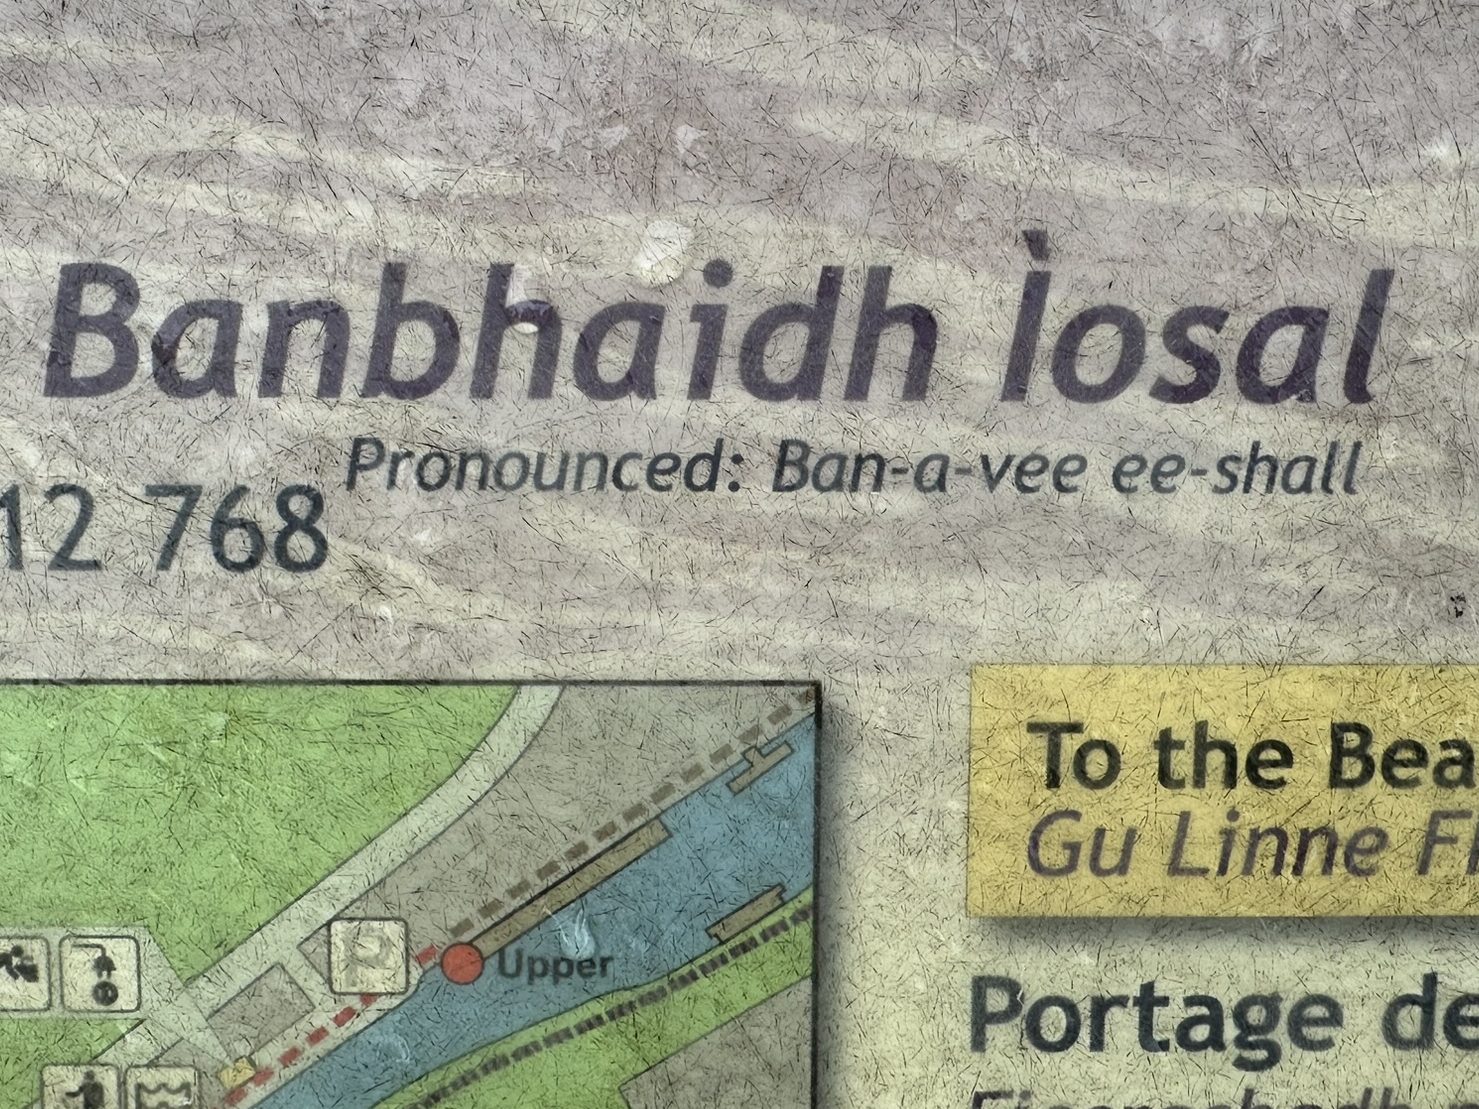 Banbhaidh Ìosal
Pronounced: Ban-a-vee ee-shall
12 768
To the Bea
Gu Linne F
Upper
Portage de